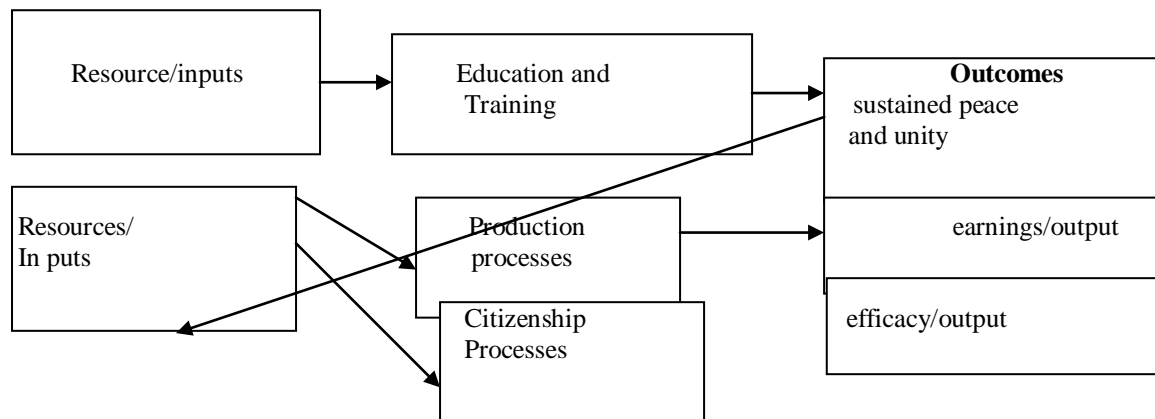 Resource/inputs
Education and
Training
Outcomes
sustained peace
and unity
Resources/
In puts
Production
processes
earnings/output
Citizenship
Processes
efficacy/output